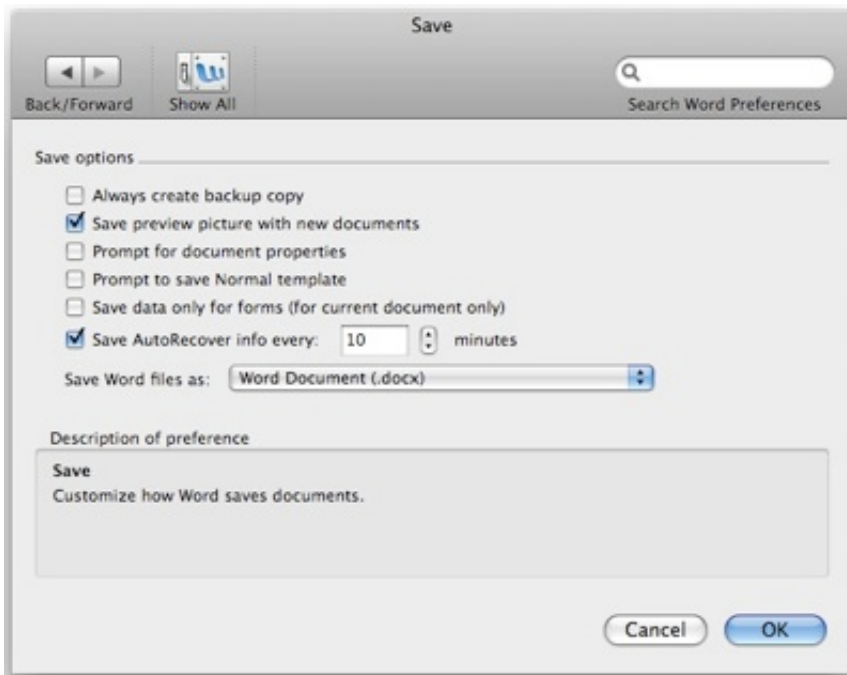 Save
Back/Forward
Show All
Search Word Preferences
Save options
Always create backup copy
Save preview picture with new documents
Prompt for document properties
Prompt to save Normal template
Save data only for forms (for current document only)
Save AutoRecover info every: 10 minutes
Save Word files as: Word Document (.docx)
Description of preference
Save
Customize how Word saves documents.
Cancel OK